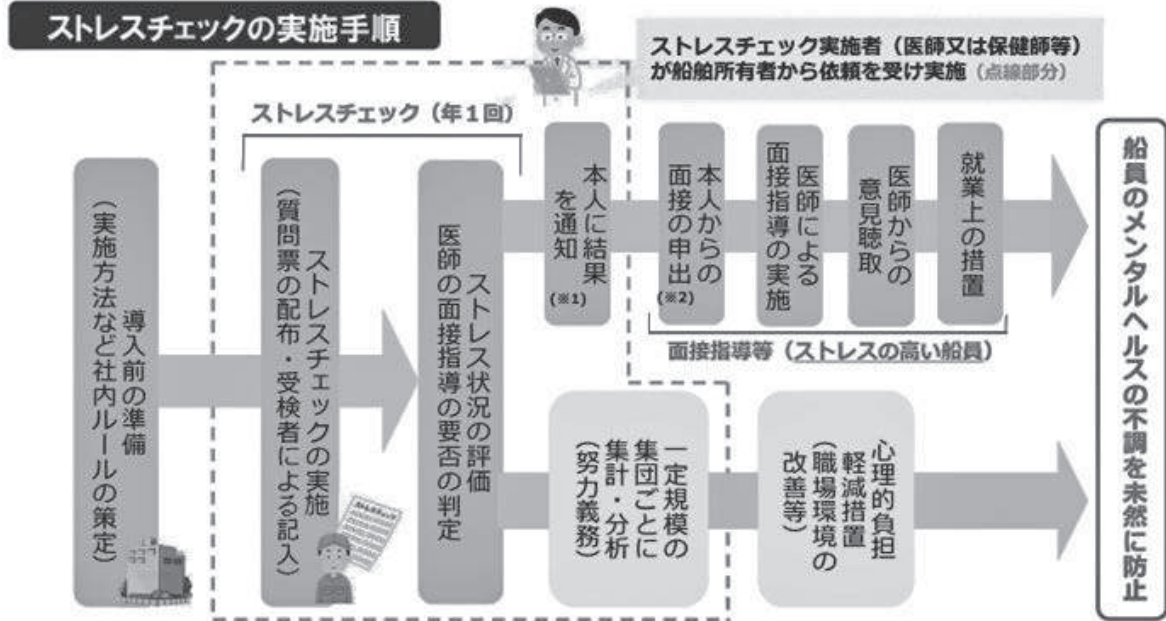 ストレスチェックの実施手順
ストレスチェック実施者（医師又は保健師等）
が船舶所有者から依頼を受け実施（点線部分）
ストレスチェック（年１回）
導入前の準備
（実施方法など社内ルールの策定）
ストレスチェックの実施
（質問票の配布・受検者による記入）
ストレスチェック
ストレス状況の評価
医師の面接指導の要否の判定
本人に結果
を通知
(※1)
本人からの
面接の申出
(※2)
医師による
面接指導の実施
医師からの
意見聴取
就業上の措置
面接指導等（ストレスの高い船員）
一定規模の
集団ごとに
集計・分析
（努力義務）
心理的負担
軽減措置
（職場環境の
改善等）
船員のメンタルヘルスの不調を未然に防止